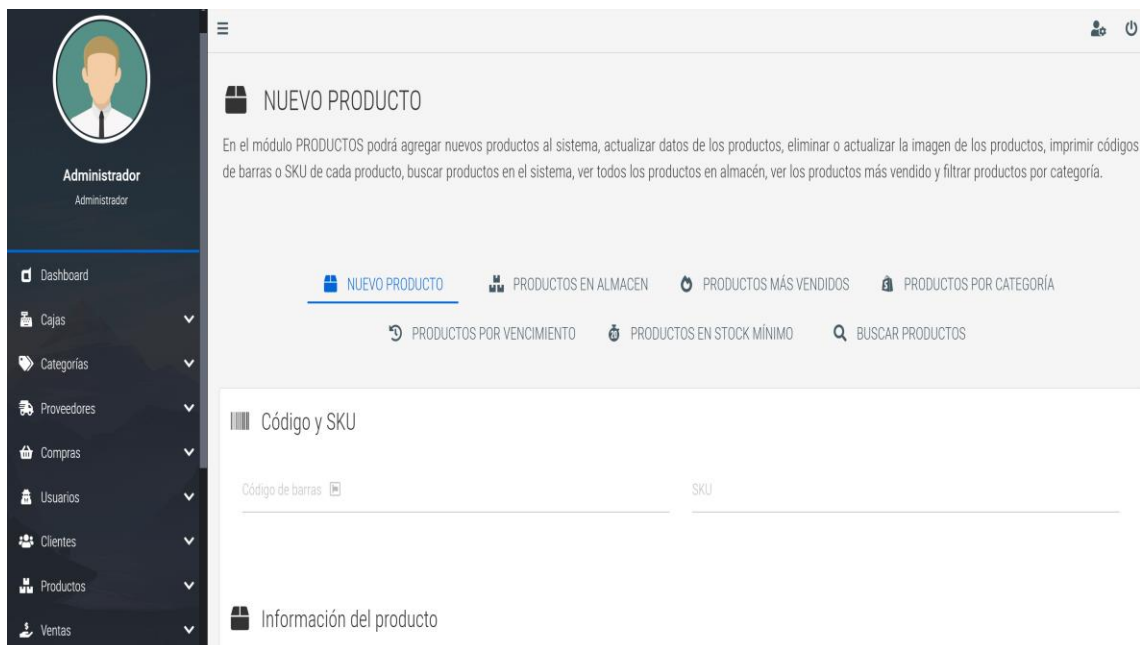 Administrador
Administrador
Dashboard
Cajas
Categorías
Proveedores
Compras
Usuarios
Clientes
Productos
Ventas
NUEVO PRODUCTO
En el módulo PRODUCTOS podrá agregar nuevos productos al sistema, actualizar datos de los productos, eliminar o actualizar la imagen de los productos, imprimir códigos
de barras o SKU de cada producto, buscar productos en el sistema, ver todos los productos en almacén, ver los productos más vendido y filtrar productos por categoría.
NUEVO PRODUCTO PRODUCTOS EN ALMACEN PRODUCTOS MÁS VENDIDOS PRODUCTOS POR CATEGORÍA
PRODUCTOS POR VENCIMIENTO PRODUCTOS EN STOCK MÍNIMO BUSCAR PRODUCTOS
Código y SKU
Código de barras SKU
Información del producto